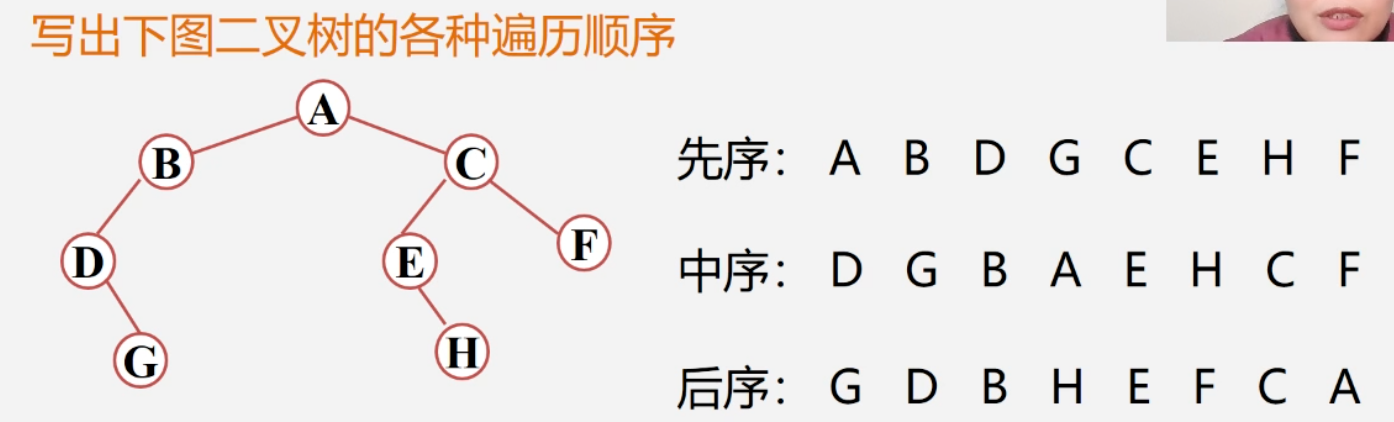 写出下图二叉树的各种遍历顺序
A
B
C
D
E
F
G
H
先序： A B D G C E H F
中序： D G B A E H C F
后序： G D B H E F C A